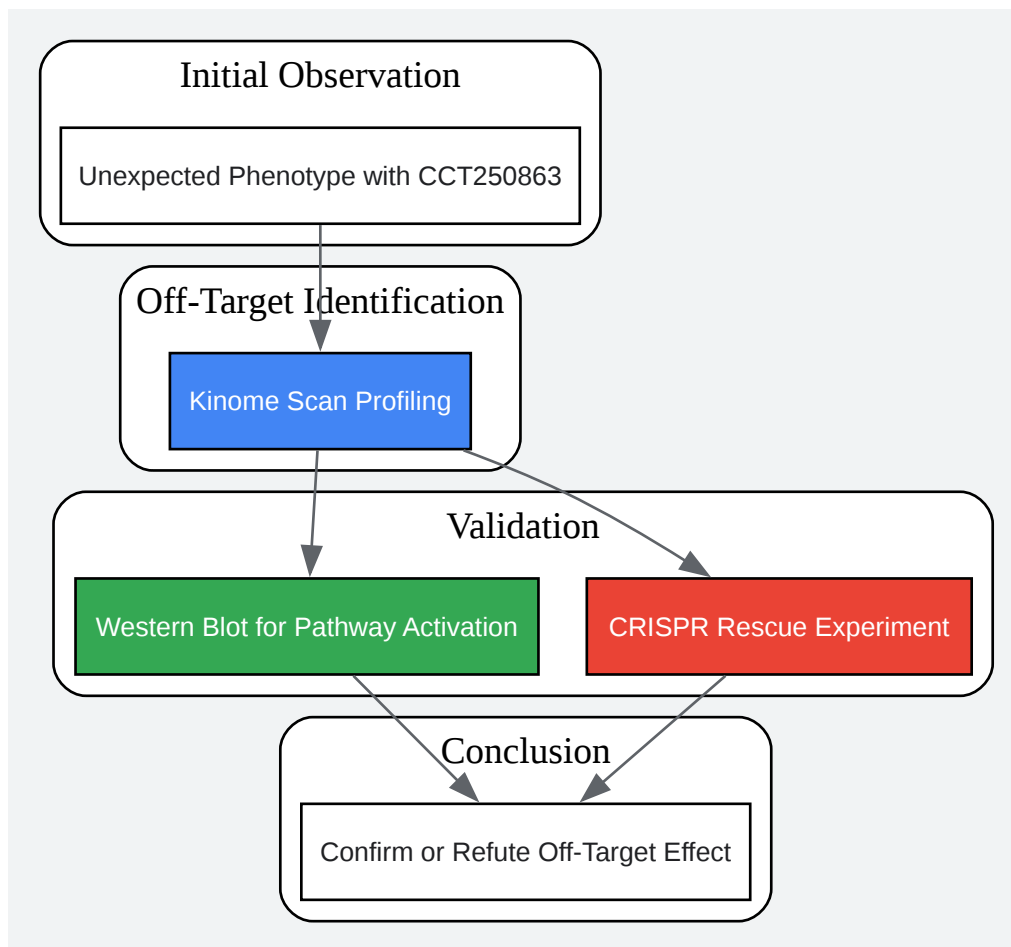 Initial Observation
Unexpected Phenotype with CCT250863
Off-Target Identification
Kinome Scan Profiling
Validation
Western Blot for Pathway Activation
CRISPR Rescue Experiment
Conclusion
Confirm or Refute Off-Target Effect